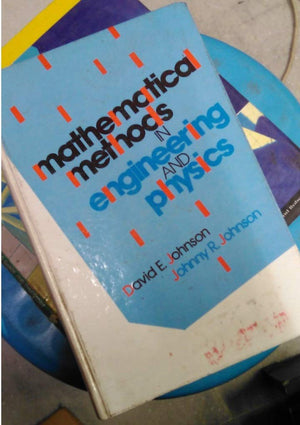 mathematical
methods
IN
engineering
AND
physics
David E. Johnson
Johnny R. Johnson